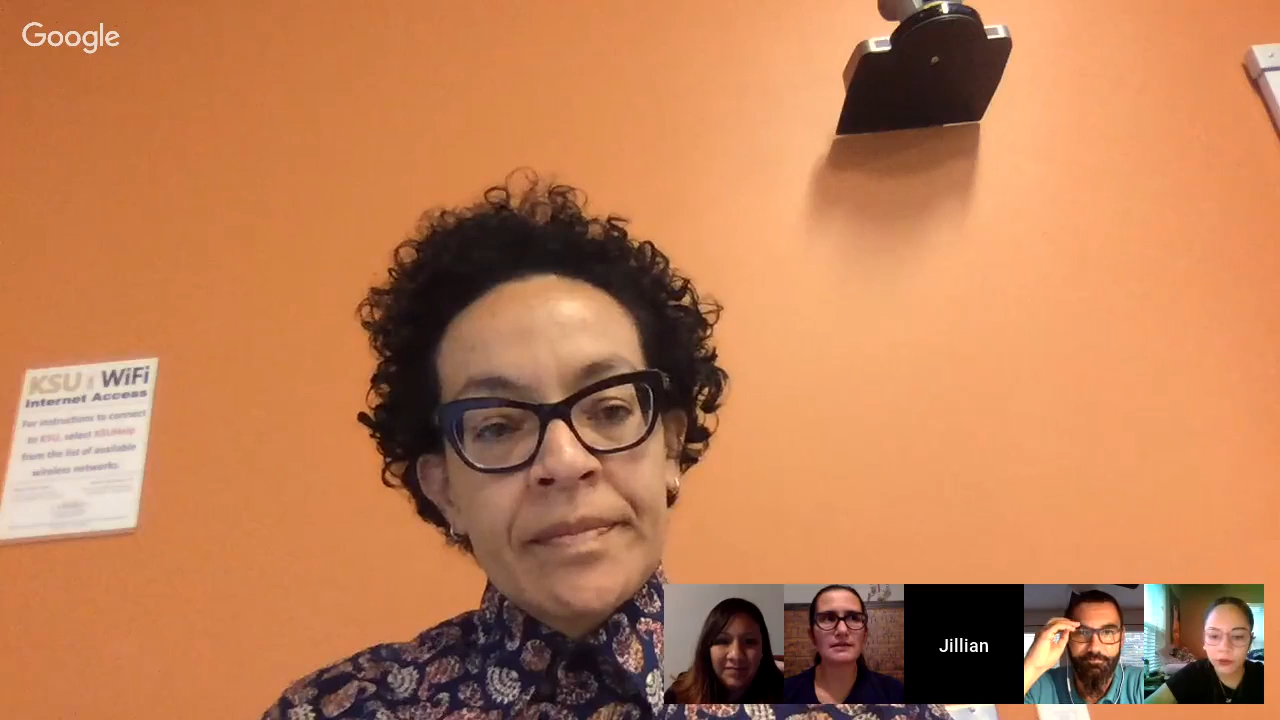 Google
KSU WiFi
Internet Access
For instructions to connect
to KSU, select KSUHelp
from the list of available
wireless networks.
Jillian